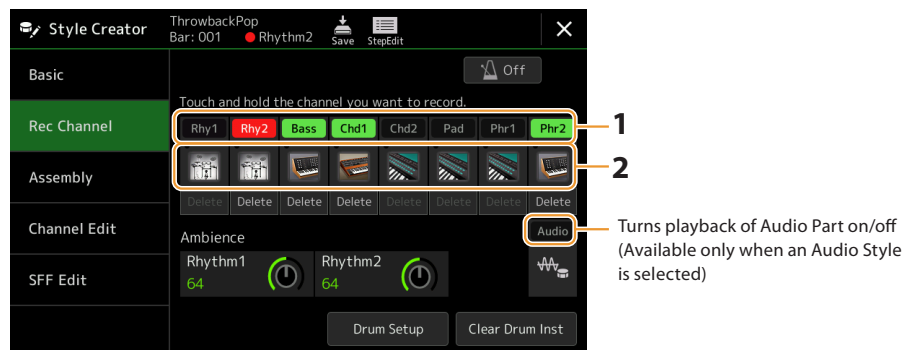 Style Creator
ThrowbackPop
Bar: 001 Rhythm2
Save StepEdit
Basic
Off
Touch and hold the channel you want to record.
Rec Channel
Rhy1 Rhy2 Bass Chd1 Chd2 Pad Phr1 Phr2
1
2
Assembly
Delete Delete Delete Delete Delete Delete Delete Delete
Channel Edit
Ambience
Audio
Turns playback of Audio Part on/off
(Available only when an Audio Style
is selected)
SFF Edit
Rhythm1
64
Rhythm2
64
Drum Setup
Clear Drum Inst